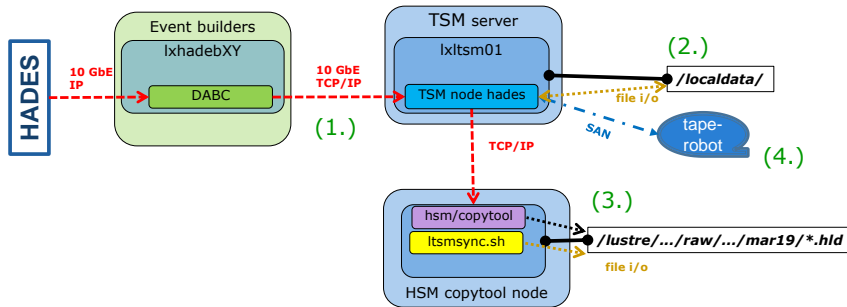 Event builders
TSM server
lxhadebXY
lxltsm01
(2.)
HADES
10 GbE
IP
10 GbE
TCP/IP
/localdata/
DABC
TSM node hades
file i/o
(1.)
SAN
tape-
robot
(4.)
TCP/IP
(3.)
hsm/copytool
ltsmsync.sh
/lustre/.../raw/.../mar19/*.hld
file i/o
HSM copytool node